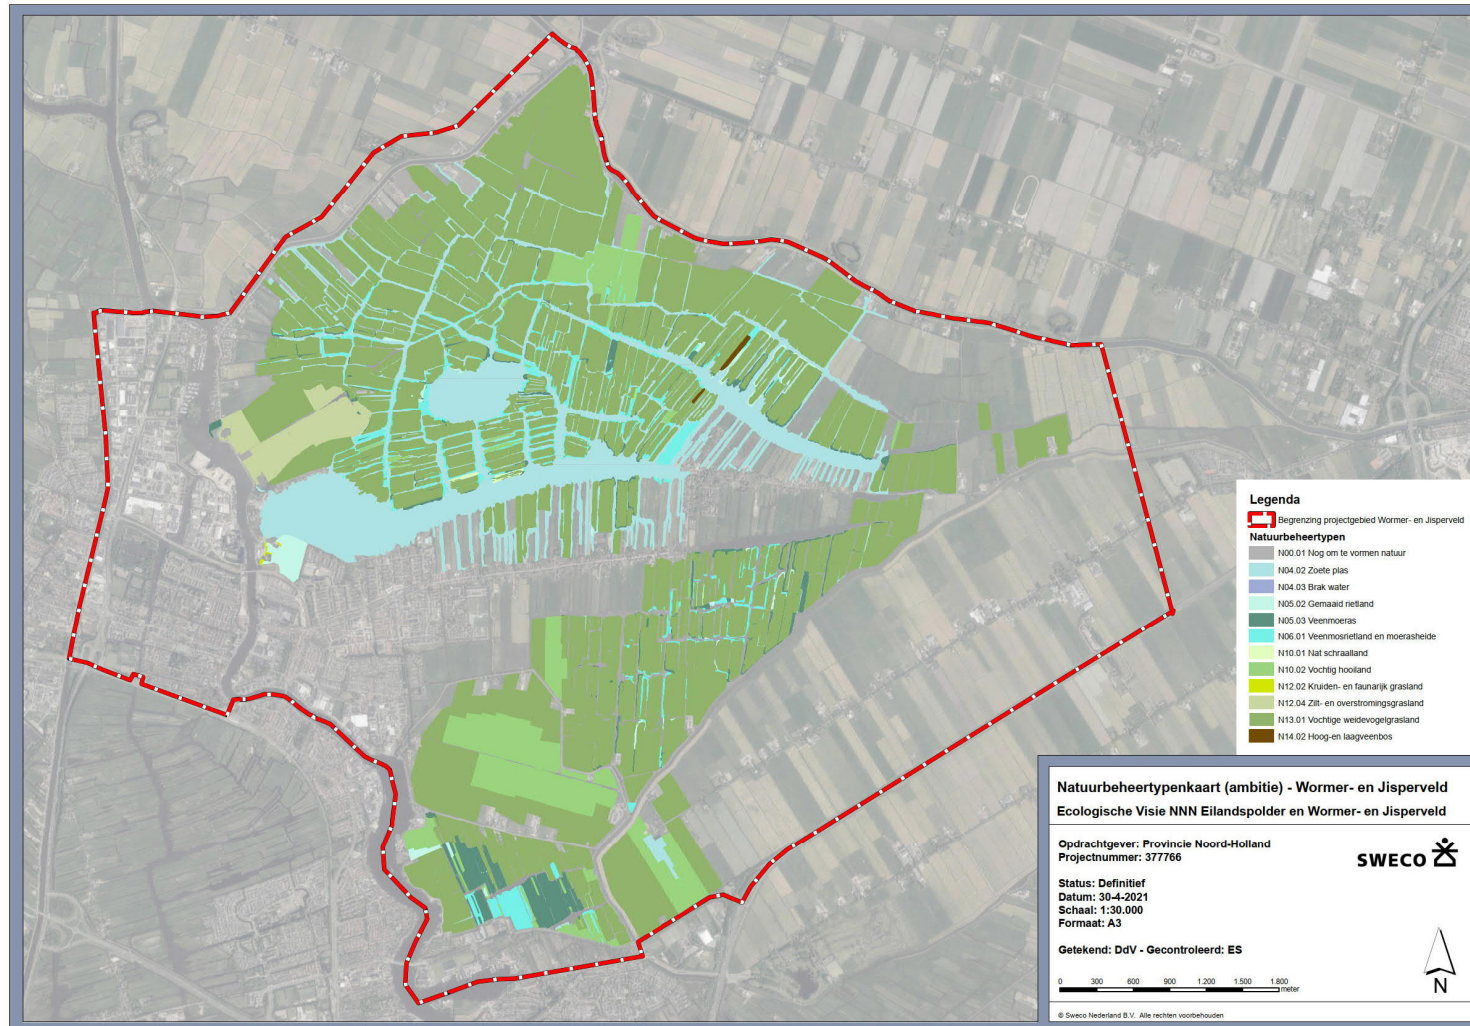 Legenda
Begrenzing projectgebied Wormer- en Jisperveld
Natuurbeheertypen
N00.01 Nog om te vormen natuur
N04.02 Zoete plas
N04.03 Brak water
N05.02 Gemaaid rietland
N05.03 Veenmoeras
N06.01 Veenmosrietland en moerasheide
N10.01 Nat schraalland
N10.02 Vochtig hooiland
N12.02 Kruiden- en faunarijk grasland
N12.04 Zilt- en overstromingsgrasland
N13.01 Vochtige weidevogelgrasland
N14.02 Hoog-en laagveenbos
Natuurbeheertypenkaart (ambitie) - Wormer- en Jisperveld
Ecologische Visie NNN Eilandspolder en Wormer- en Jisperveld
Opdrachtgever: Provincie Noord-Holland
Projectnummer: 377766
SWECO
Status: Definitief
Datum: 30-4-2021
Schaal: 1:30.000
Formaat: A3
Getekend: DdV - Gecontroleerd: ES
0 300 600 900 1.200 1.500 1.800
meter
N
© Sweco Nederland B.V. Alle rechten voorbehouden